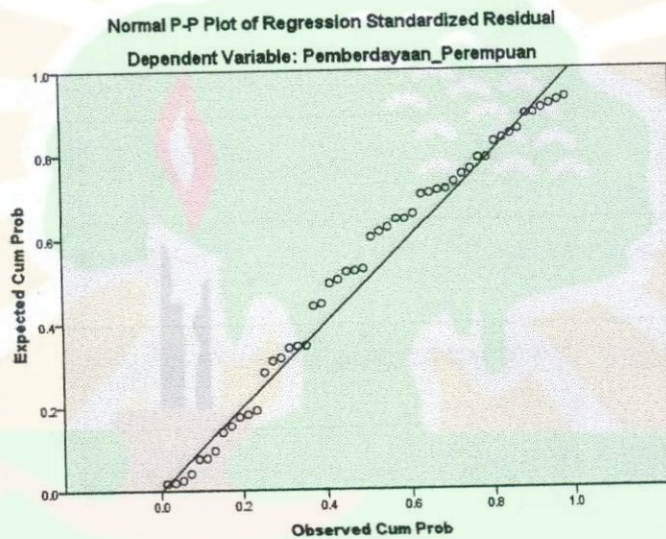 Normal P-P Plot of Regression Standardized Residual
Dependent Variable: Pemberdayaan_Perempuan
1.0
0.8
0.6
0.4
0.2
0.0
Expected Cum Prob
0.0 0.2 0.4 0.6 0.8 1.0
Observed Cum Prob